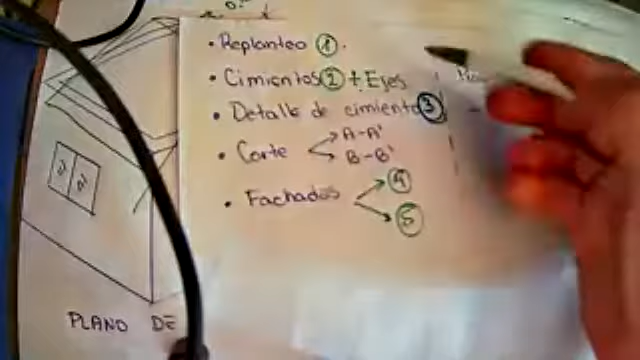 • Replanteo ①.
• Cimientos ② + Ejes
• Detalle de cimiento ③
• Corte → A-A'
→ B-B'
• Fachadas → ④
→ ⑤
PLANO DE